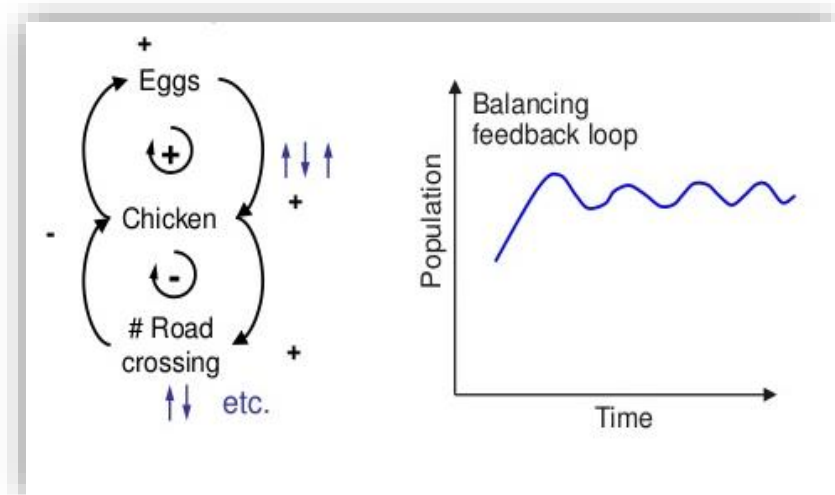 +
Eggs
+
↑↓↑
+
Chicken
-
-
# Road
crossing
+
↑↓ etc.
Balancing
feedback loop
Population
Time